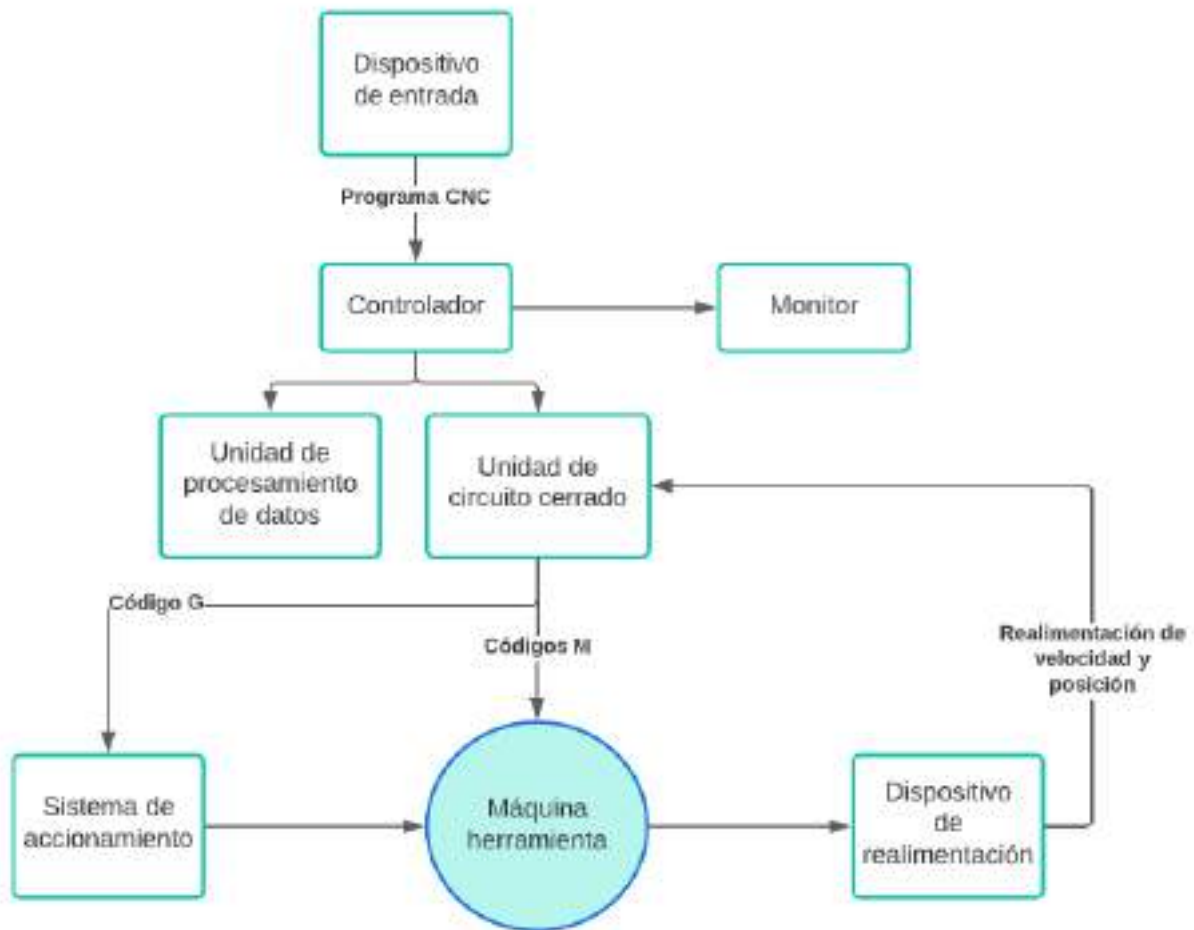 Dispositivo
de entrada
Programa CNC
Controlador
Monitor
Unidad de
procesamiento
de datos
Unidad de
circuito cerrado
Código G
Códigos M
Realimentación de
velocidad y
posición
Sistema de
accionamiento
Máquina
herramienta
Dispositivo
de
realimentación